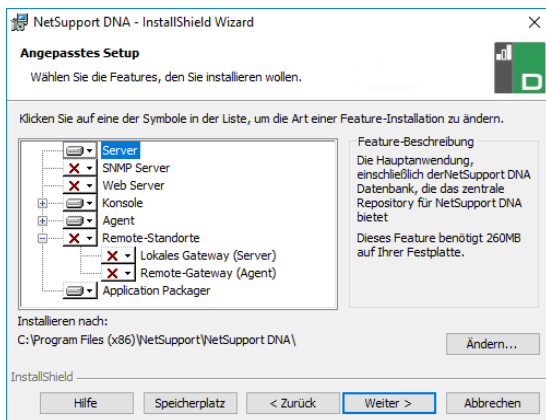 NetSupport DNA - InstallShield Wizard
Angepasstes Setup
Wählen Sie die Features, den Sie installieren wollen.
D
Klicken Sie auf eine der Symbole in der Liste, um die Art einer Feature-Installation zu ändern.
Server
SNMP Server
Web Server
Konsole
Agent
Remote-Standorte
Lokales Gateway (Server)
Remote-Gateway (Agent)
Application Packager
Feature-Beschreibung
Die Hauptanwendung,
einschließlich derNetSupport DNA
Datenbank, die das zentrale
Repository für NetSupport DNA
bietet
Dieses Feature benötigt 260MB
auf Ihrer Festplatte.
Installieren nach:
C:\Program Files (x86)\NetSupport\NetSupport DNA\
Ändern...
InstallShield
Hilfe
Speicherplatz
< Zurück
Weiter >
Abbrechen